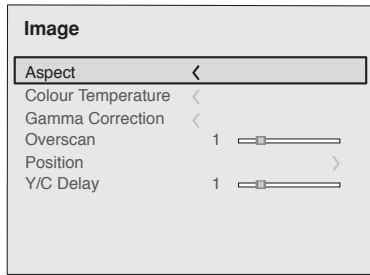 Image
Aspect
Colour Temperature
Gamma Correction
Overscan 1
Position
Y/C Delay 1